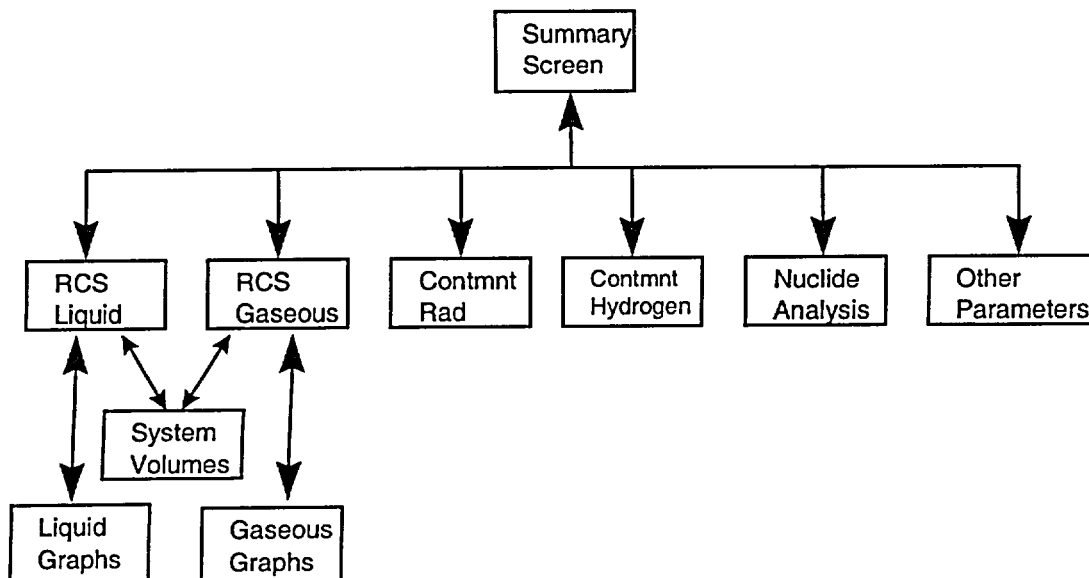 Summary
Screen
RCS
Liquid
RCS
Gaseous
Contmnt
Rad
Contmnt
Hydrogen
Nuclide
Analysis
Other
Parameters
System
Volumes
Liquid
Graphs
Gaseous
Graphs